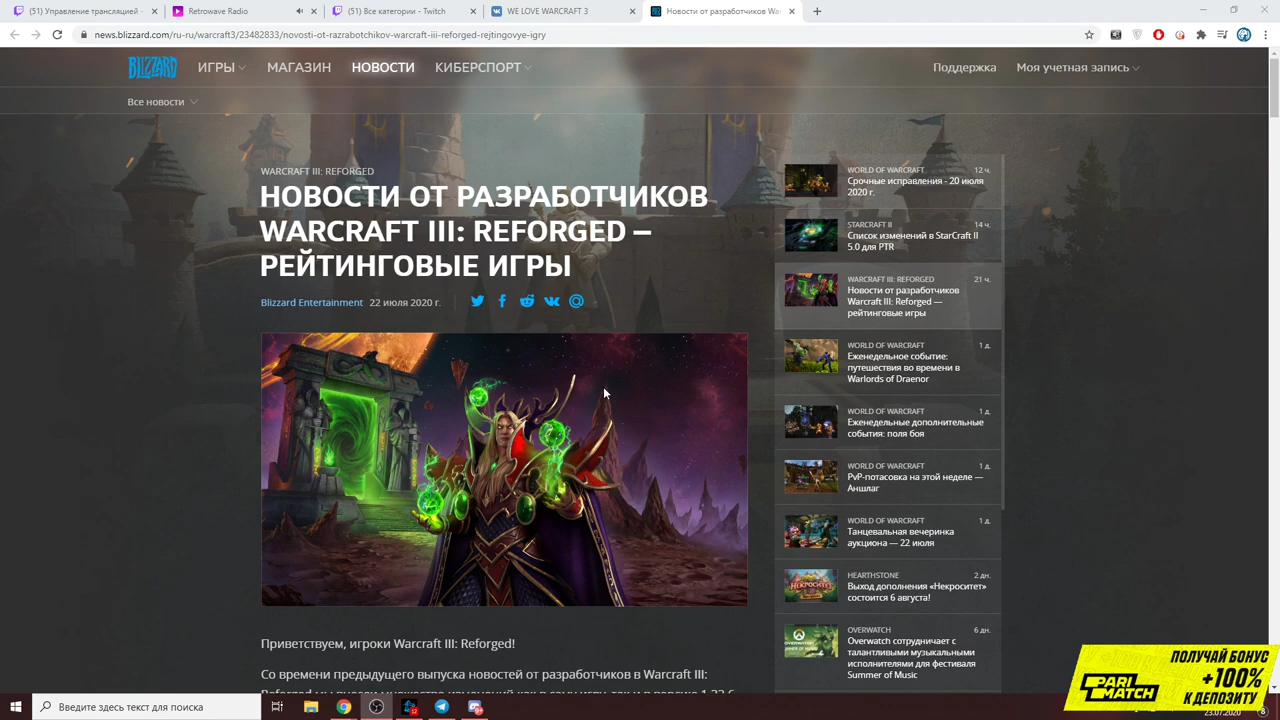 (51) Управление трансляцией -
Retrowave Radio
(51) Все категории - Twitch
WE LOVE WARCRAFT 3
Новости от разработчиков Wa
news.blizzard.com/ru-ru/warcraft3/23482833/novosti-ot-razrabotchikov-warcraft-iii-reforged-rejtingovye-igry
BLIZZARD
ИГРЫ
МАГАЗИН
НОВОСТИ
КИБЕРСПОРТ
Поддержка
Моя учетная запись
Все новости
WARCRAFT III: REFORGED
НОВОСТИ ОТ РАЗРАБОТЧИКОВ
WARCRAFT III: REFORGED –
РЕЙТИНГОВЫЕ ИГРЫ
Blizzard Entertainment 22 июля 2020 г.
Приветствуем, игроки Warcraft III: Reforged!
Со времени предыдущего выпуска новостей от разработчиков в Warcraft III:
WORLD OF WARCRAFT 12 ч.
Срочные исправления - 20 июля
2020 г.
STARCRAFT II 14 ч.
Список изменений в StarCraft II
5.0 для PTR
WARCRAFT III: REFORGED 21 ч.
Новости от разработчиков
Warcraft III: Reforged —
рейтинговые игры
WORLD OF WARCRAFT 1 д.
Еженедельное событие:
путешествия во времени в
Warlords of Draenor
WORLD OF WARCRAFT 1 д.
Еженедельные дополнительные
события: поля боя
WORLD OF WARCRAFT 1 д.
PvP-потасовка на этой неделе —
Аншлаг
WORLD OF WARCRAFT 1 д.
Танцевальная вечеринка
аукциона — 22 июля
HEARTHSTONE 2 дн.
Выход дополнения «Некроситет»
состоится 6 августа!
OVERWATCH 6 дн.
Overwatch сотрудничает с
талантливыми музыкальными
исполнителями для фестиваля
Summer of Music
ПОЛУЧАЙ БОНУС
+100%
К ДЕПОЗИТУ
PARI
MATCH
Введите здесь текст для поиска
23.07.2020